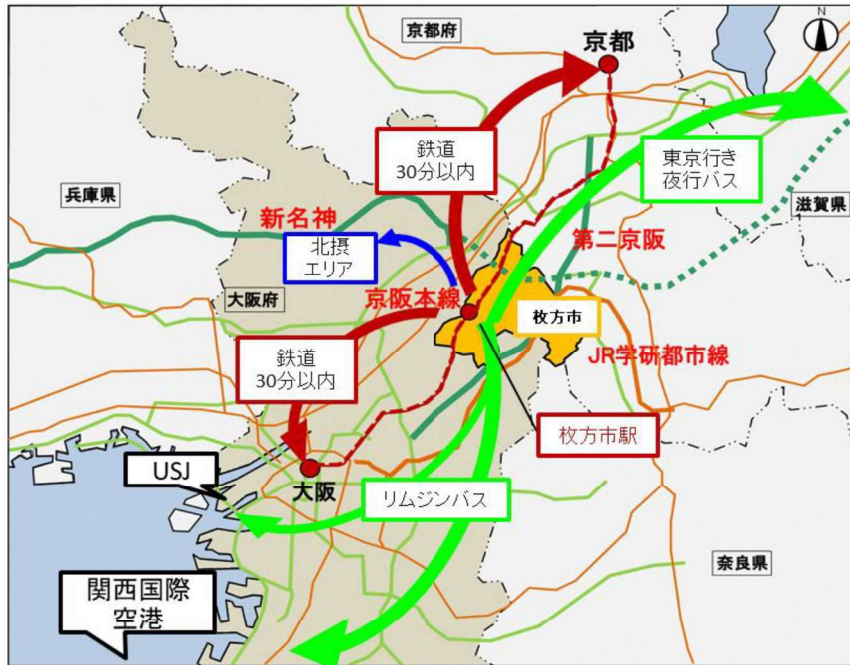 N
京都府
京都
鉄道
30分以内
東京行き
夜行バス
兵庫県
滋賀県
新名神
第二京阪
北摂
エリア
大阪府
京阪本線
枚方市
鉄道
30分以内
JR学研都市線
枚方市駅
USJ
大阪
リムジンバス
奈良県
関西国際
空港